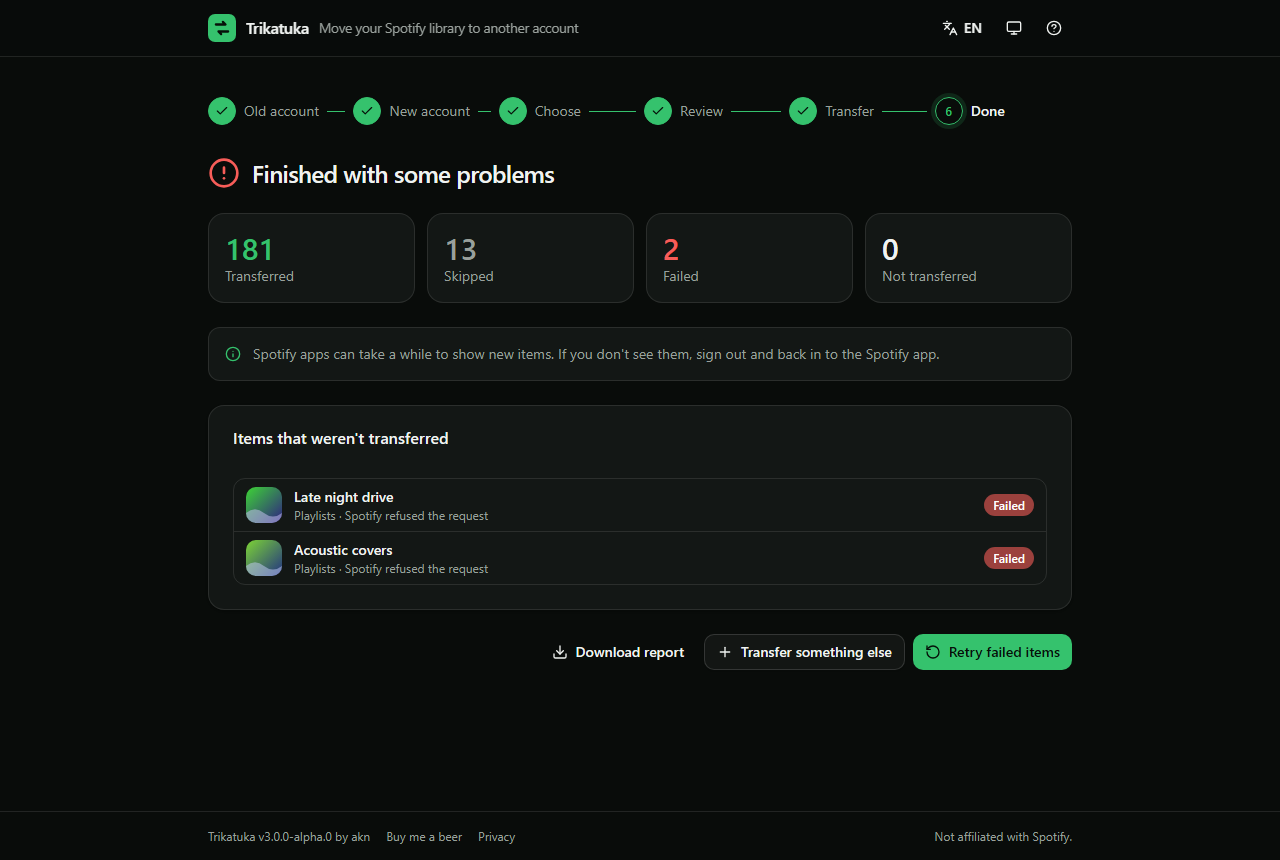 Trikatuka Move your Spotify library to another account
EN
Old account
New account
Choose
Review
Transfer
6 Done
Finished with some problems
181
Transferred
13
Skipped
2
Failed
0
Not transferred
Spotify apps can take a while to show new items. If you don't see them, sign out and back in to the Spotify app.
Items that weren't transferred
Late night drive
Playlists · Spotify refused the request
Failed
Acoustic covers
Playlists · Spotify refused the request
Failed
Download report
Transfer something else
Retry failed items
Trikatuka v3.0.0-alpha.0 by akn
Buy me a beer
Privacy
Not affiliated with Spotify.